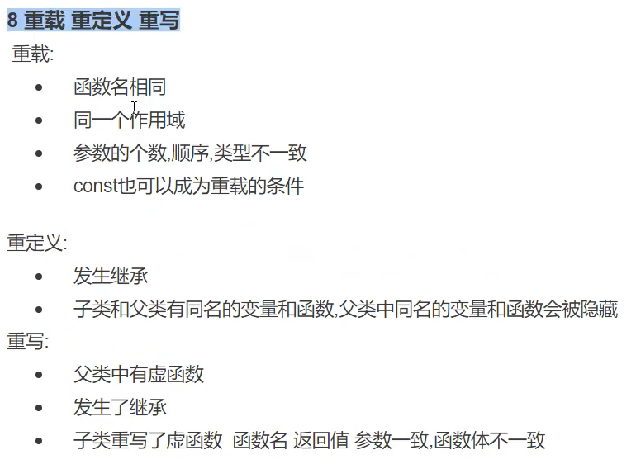 8 重载 重定义 重写
重载:
• 函数名相同
• 同一个作用域
• 参数的个数,顺序,类型不一致
• const也可以成为重载的条件
重定义:
• 发生继承
• 子类和父类有同名的变量和函数,父类中同名的变量和函数会被隐藏
重写:
• 父类中有虚函数
• 发生了继承
• 子类重写了虚函数 函数名 返回值 参数一致,函数体不一致